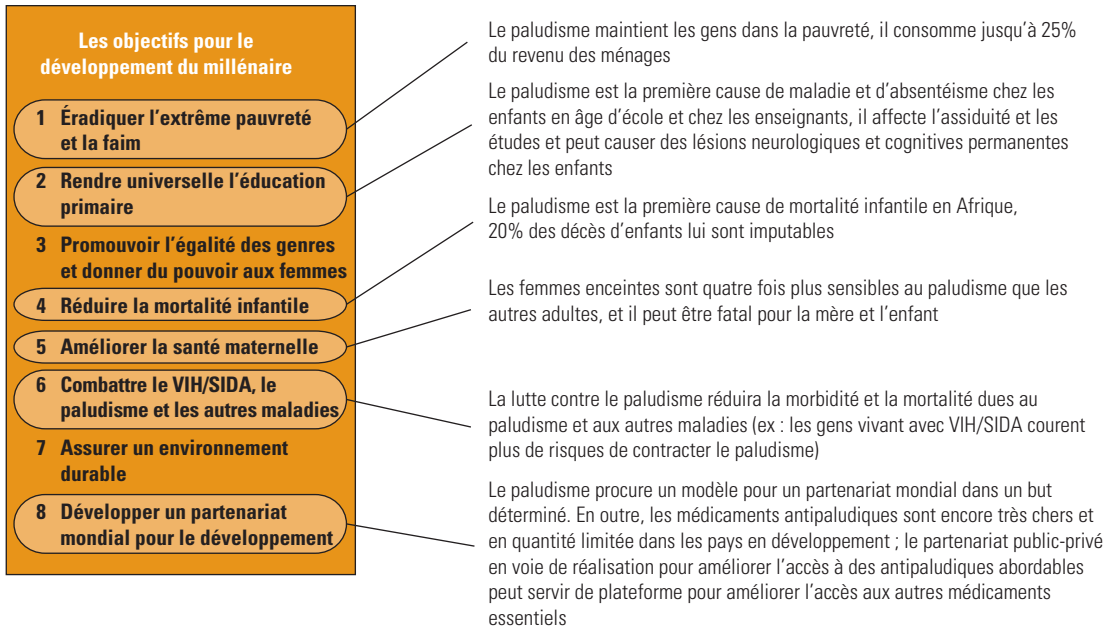 Les objectifs pour le
développement du millénaire
1 Éradiquer l'extrême pauvreté
et la faim
2 Rendre universelle l'éducation
primaire
3 Promouvoir l'égalité des genres
et donner du pouvoir aux femmes
4 Réduire la mortalité infantile
5 Améliorer la santé maternelle
6 Combattre le VIH/SIDA, le
paludisme et les autres maladies
7 Assurer un environnement
durable
8 Développer un partenariat
mondial pour le développement
Le paludisme maintient les gens dans la pauvreté, il consomme jusqu'à 25%
du revenu des ménages
Le paludisme est la première cause de maladie et d'absentéisme chez les
enfants en âge d'école et chez les enseignants, il affecte l'assiduité et les
études et peut causer des lésions neurologiques et cognitives permanentes
chez les enfants
Le paludisme est la première cause de mortalité infantile en Afrique,
20% des décès d'enfants lui sont imputables
Les femmes enceintes sont quatre fois plus sensibles au paludisme que les
autres adultes, et il peut être fatal pour la mère et l'enfant
La lutte contre le paludisme réduira la morbidité et la mortalité dues au
paludisme et aux autres maladies (ex : les gens vivant avec VIH/SIDA courent
plus de risques de contracter le paludisme)
Le paludisme procure un modèle pour un partenariat mondial dans un but
déterminé. En outre, les médicaments antipaludiques sont encore très chers et
en quantité limitée dans les pays en développement ; le partenariat public-privé
en voie de réalisation pour améliorer l'accès à des antipaludiques abordables
peut servir de plateforme pour améliorer l'accès aux autres médicaments
essentiels